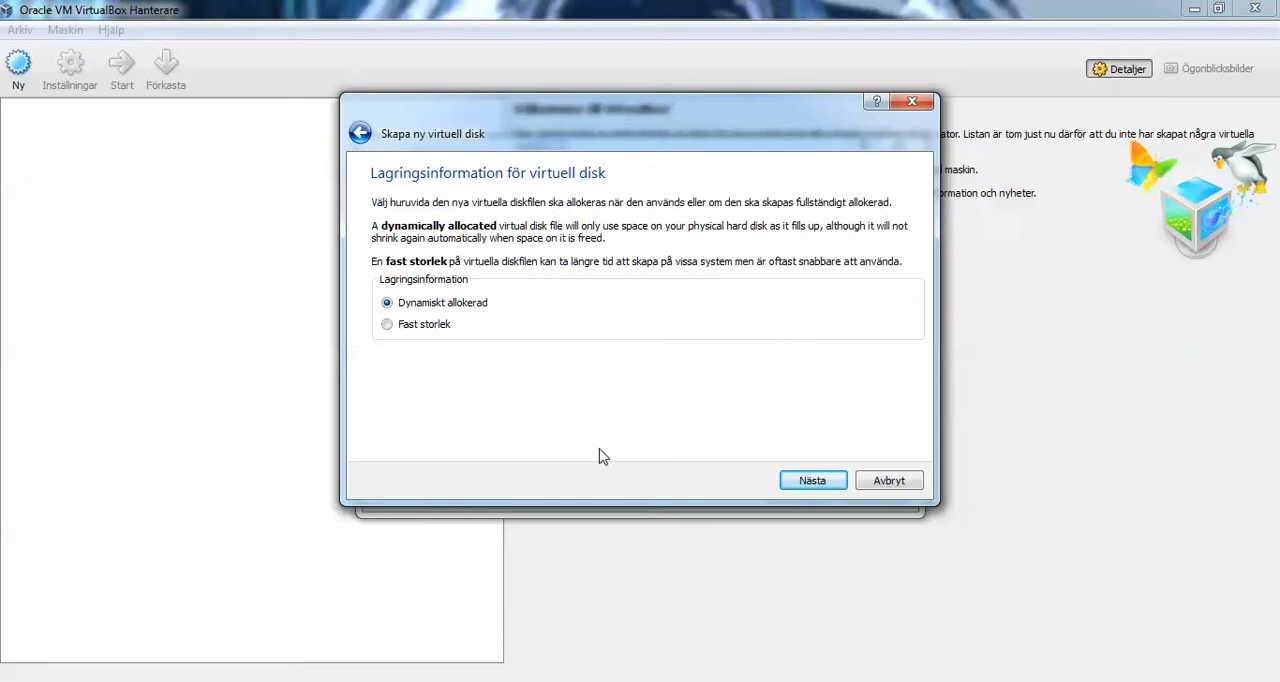 Oracle VM VirtualBox Hanterare
Arkiv Maskin Hjälp
Ny Inställningar Start Förkasta
Detaljer Ögonblicksbilder
ator. Listan är tom just nu därför att du inte har skapat några virtuella
maskin.
ormation och nyheter.
Skapa ny virtuell disk
Lagringsinformation för virtuell disk
Välj huruvida den nya virtuella diskfilen ska allokeras när den används eller om den ska skapas fullständigt allokerad.
A dynamically allocated virtual disk file will only use space on your physical hard disk as it fills up, although it will not
shrink again automatically when space on it is freed.
En fast storlek på virtuella diskfilen kan ta längre tid att skapa på vissa system men är oftast snabbare att använda.
Lagringsinformation
Dynamiskt allokerad
Fast storlek
Nästa Avbryt